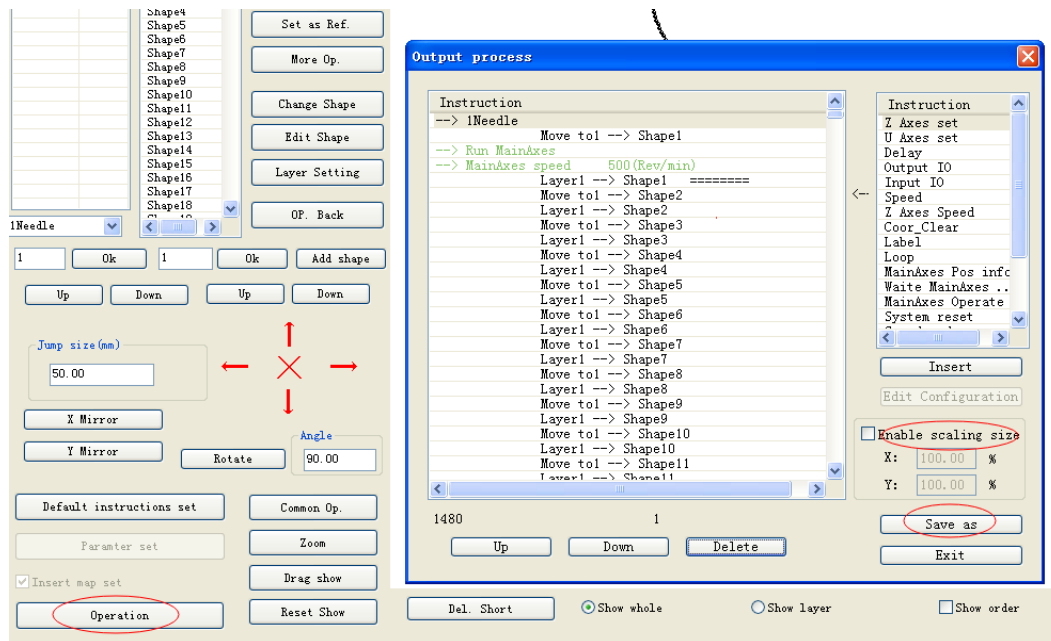 Shape4
Shape5
Shape6
Shape7
Shape8
Shape9
Shape10
Shape11
Shape12
Shape13
Shape14
Shape15
Shape16
Shape17
Shape18
1Needle
1
Ok
1
Ok
Add shape
Up
Down
Up
Down
Set as Ref.
More Op.
Change Shape
Edit Shape
Layer Setting
OP. Back
Jump size(mm)
50.00
X Mirror
Y Mirror
Rotate
Angle
90.00
Default instructions set
Paramter set
Insert map set
Operation
Common Op.
Zoom
Drag show
Reset Show
Output process
Instruction
--> 1Needle
Move to1 --> Shape1
--> Run MainAxes
--> MainAxes speed 500(Rev/min)
Layer1 --> Shape1 ========
Move to1 --> Shape2
Layer1 --> Shape2
Move to1 --> Shape3
Layer1 --> Shape3
Move to1 --> Shape4
Layer1 --> Shape4
Move to1 --> Shape5
Layer1 --> Shape5
Move to1 --> Shape6
Layer1 --> Shape6
Move to1 --> Shape7
Layer1 --> Shape7
Move to1 --> Shape8
Layer1 --> Shape8
Move to1 --> Shape9
Layer1 --> Shape9
Move to1 --> Shape10
Layer1 --> Shape10
Move to1 --> Shape11
Layer1 --> Shape11
1480
1
Up
Down
Delete
<--
Instruction
Z Axes set
U Axes set
Delay
Output IO
Input IO
Speed
Z Axes Speed
Coor_Clear
Label
Loop
MainAxes Pos infc
Waite MainAxes ..
MainAxes Operate
System reset
Insert
Edit Configuration
Enable scaling size
X: 100.00 %
Y: 100.00 %
Save as
Exit
Del. Short
Show whole
Show layer
Show order